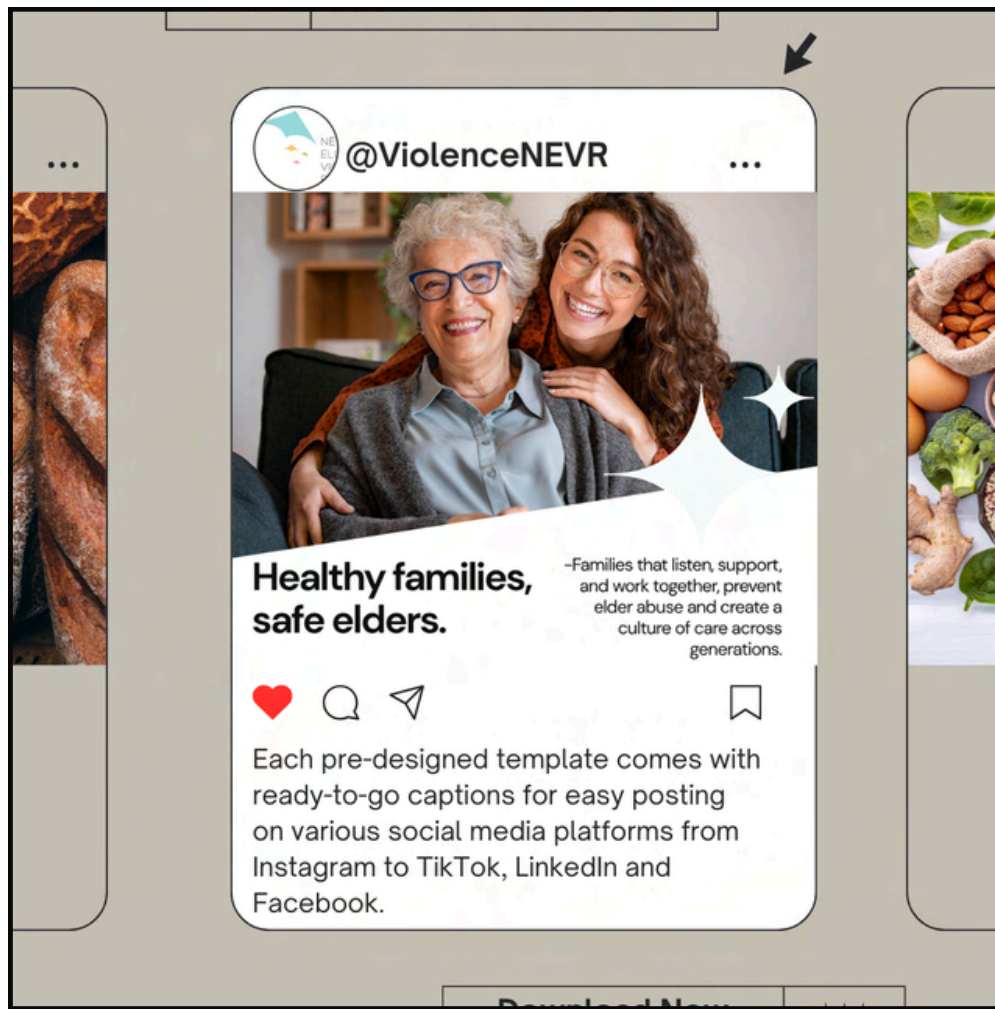 @ViolenceNEVR
Healthy families,
safe elders.
-Families that listen, support,
and work together, prevent
elder abuse and create a
culture of care across
generations.
Each pre-designed template comes with
ready-to-go captions for easy posting
on various social media platforms from
Instagram to TikTok, LinkedIn and
Facebook.
Download Now